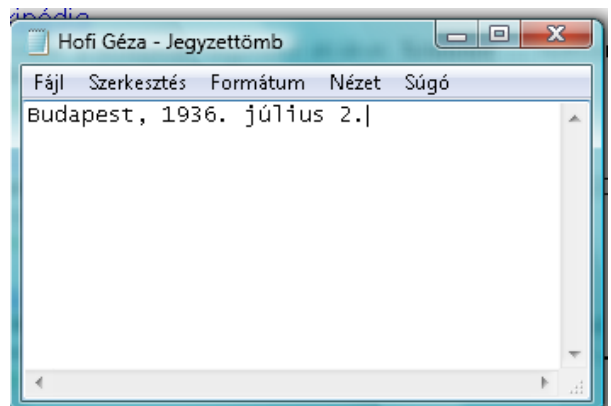 Hofi Géza - Jegyzettömb
Fájl Szerkesztés Formátum Nézet Súgó
Budapest, 1936. július 2.